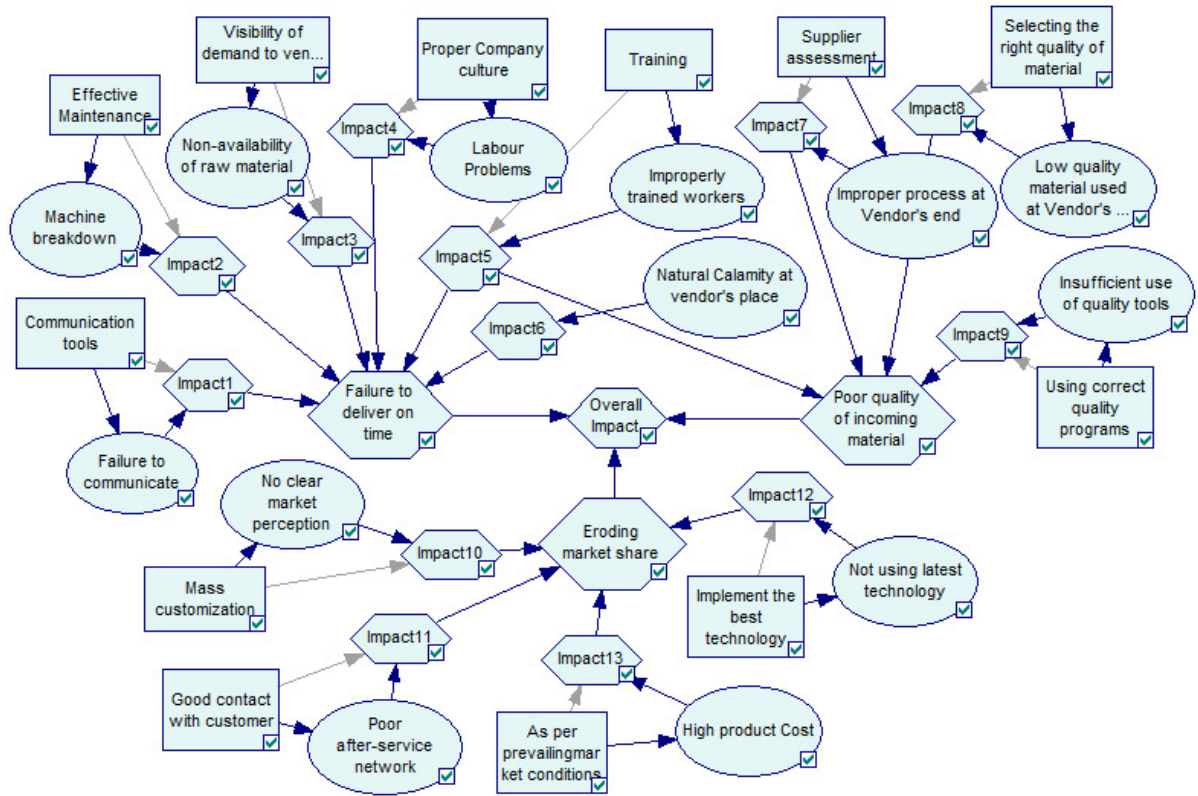 Visibility of
demand to ven...
Proper Company
culture
Training
Supplier
assessment
Selecting the
right quality of
material
Effective
Maintenance
Impact4
Impact7
Impact8
Non-availability
of raw material
Labour
Problems
Improperly
trained workers
Improper process at
Vendor's end
Low quality
material used
at Vendor's ...
Machine
breakdown
Impact2
Impact3
Impact5
Natural Calamity at
vendor's place
Insufficient use
of quality tools
Communication
tools
Impact6
Impact9
Impact1
Failure to
deliver on
time
Overall
Impact
Poor quality
of incoming
material
Using correct
quality
programs
Failure to
communicate
No clear
market
perception
Impact12
Impact10
Eroding
market share
Mass
customization
Implement the
best
technology
Not using latest
technology
Impact11
Impact13
Good contact
with customer
Poor
after-service
network
As per
prevailingmar
ket conditions
High product Cost